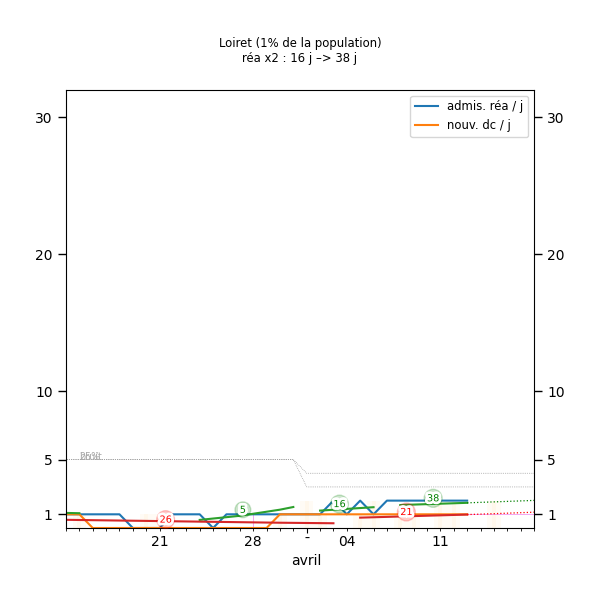 Loiret (1% de la population)
réa x2 : 16 j –> 38 j
admis. réa / j
nouv. dc / j
30 30
20 20
10 10
5 5
1 1
26 5 16 21 38
21 28 - 04 11
avril